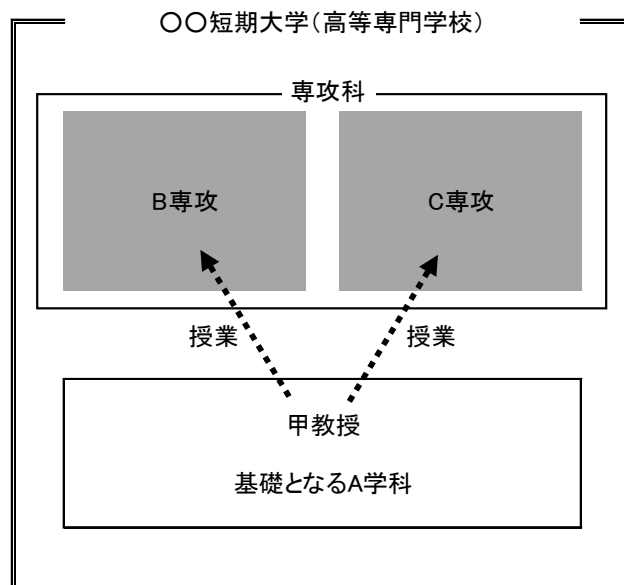 〇〇短期大学(高等専門学校)
専攻科
B専攻
C専攻
授業
授業
甲教授
基礎となるA学科